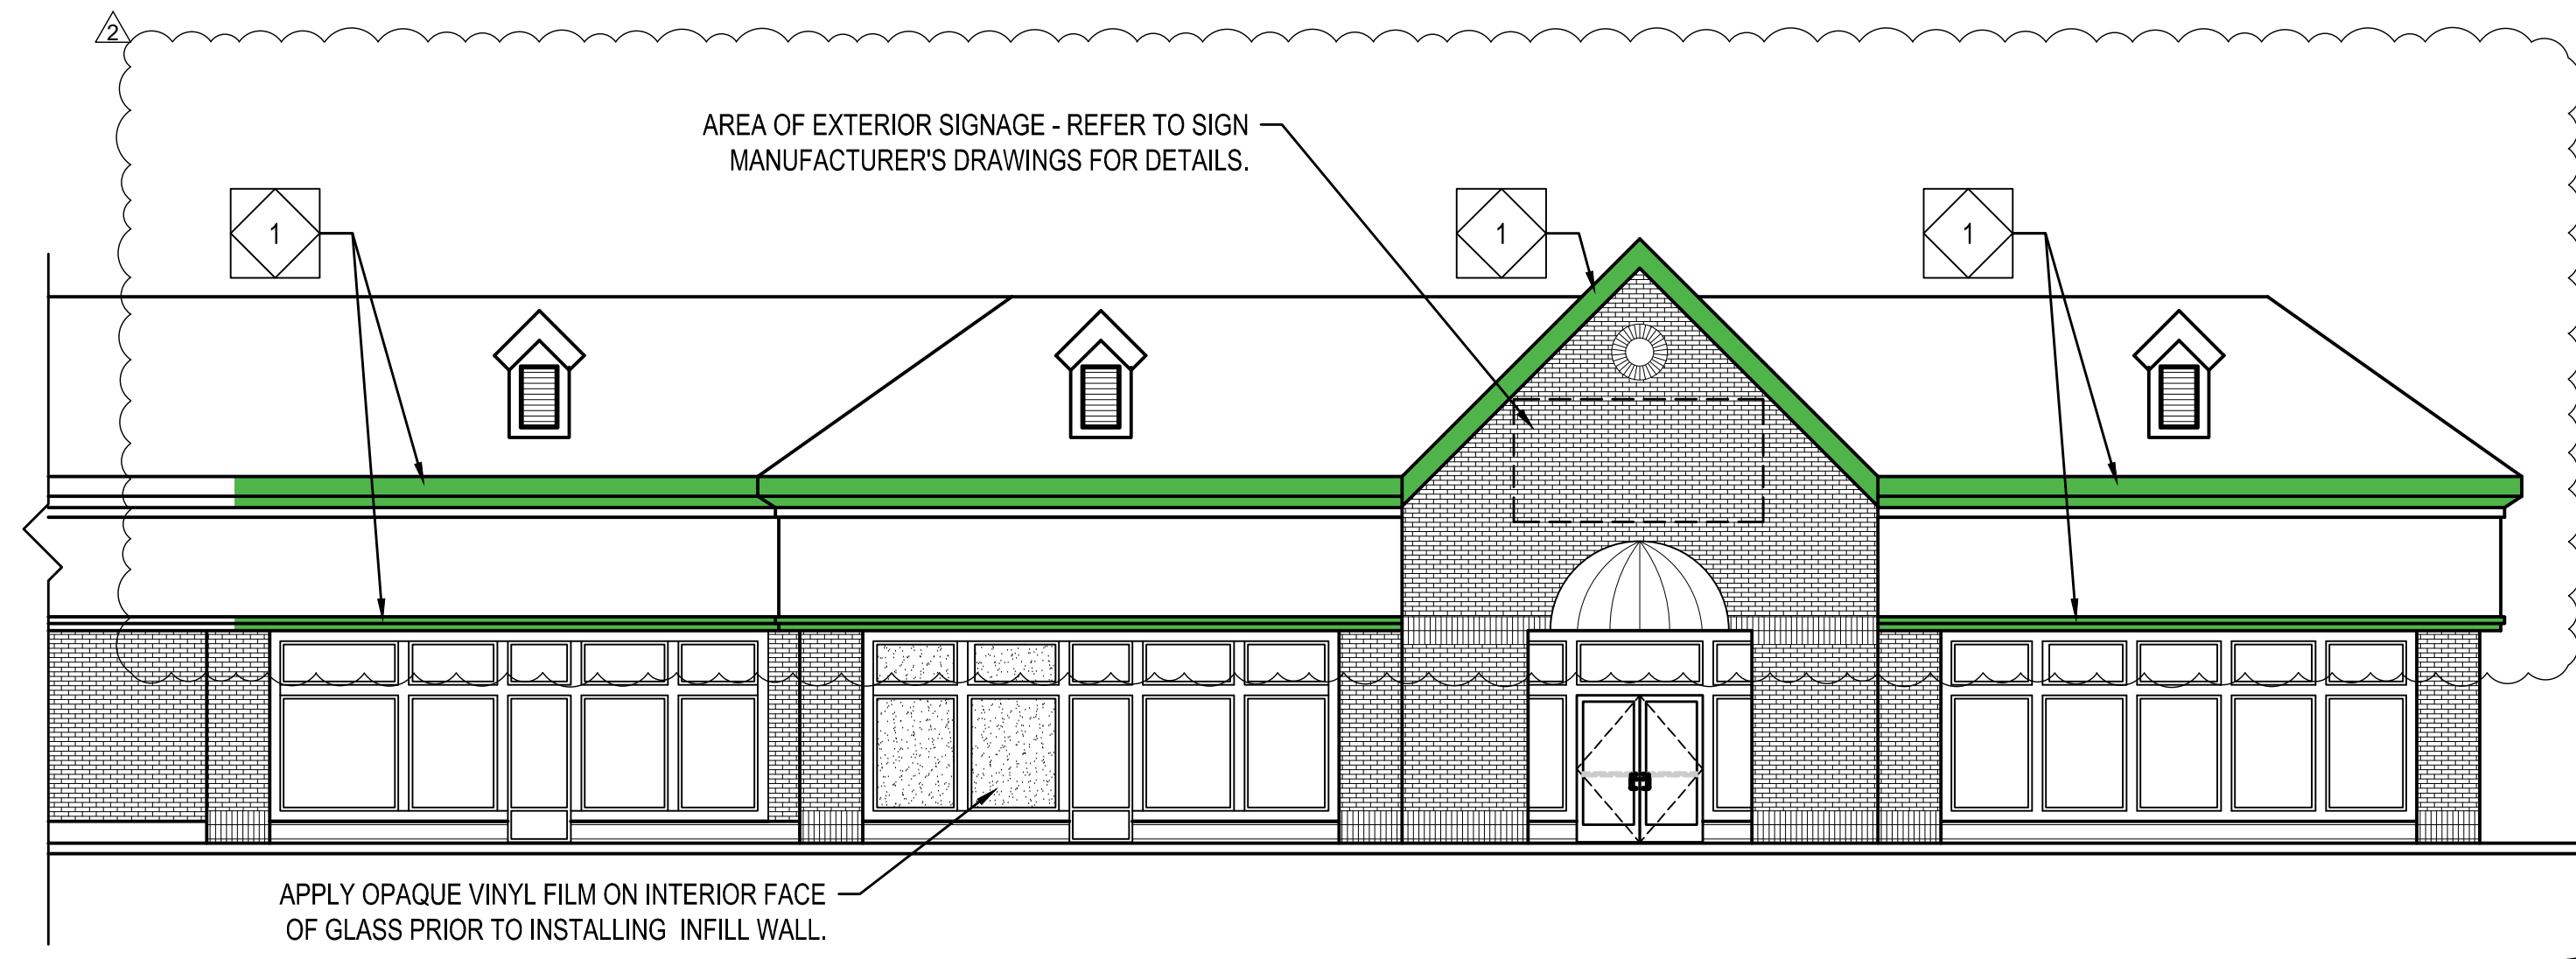 2
AREA OF EXTERIOR SIGNAGE - REFER TO SIGN
MANUFACTURER'S DRAWINGS FOR DETAILS.
1
1
1
APPLY OPAQUE VINYL FILM ON INTERIOR FACE
OF GLASS PRIOR TO INSTALLING INFILL WALL.